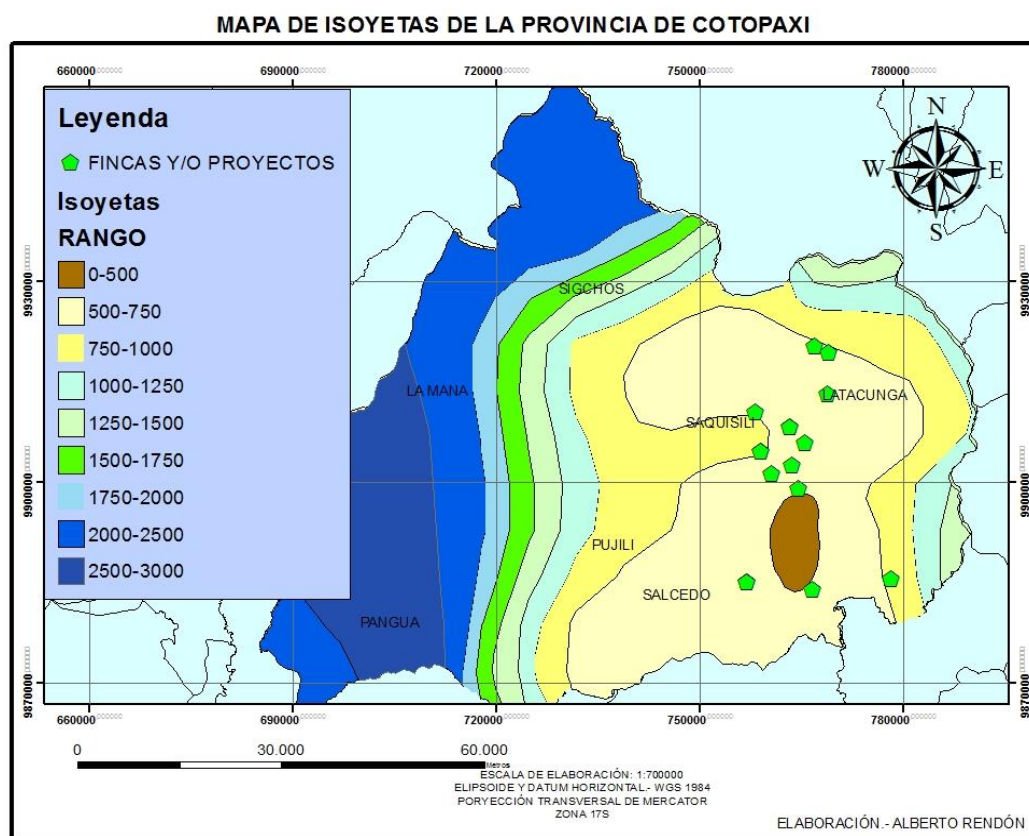 MAPA DE ISOYETAS DE LA PROVINCIA DE COTOPAXI
660000 690000 720000 750000 780000
Leyenda
FINCAS Y/O PROYECTOS
Isoyetas
RANGO
0-500
500-750
750-1000
1000-1250
1250-1500
1500-1750
1750-2000
2000-2500
2500-3000
N
W E
S
9930000 9930000
SIGCHOS
LA MANA
LATACUNGA
SAQUISILI
9900000 9900000
PUJILI
SALCEDO
PANGUA
9870000 9870000
660000 690000 720000 750000 780000
0 30.000 60.000
Metros
ESCALA DE ELABORACIÓN: 1:700000
ELIPSOIDE Y DATUM HORIZONTAL.- WGS 1984
PORYECCIÓN TRANSVERSAL DE MERCATOR
ZONA 17S
ELABORACIÓN.- ALBERTO RENDÓN